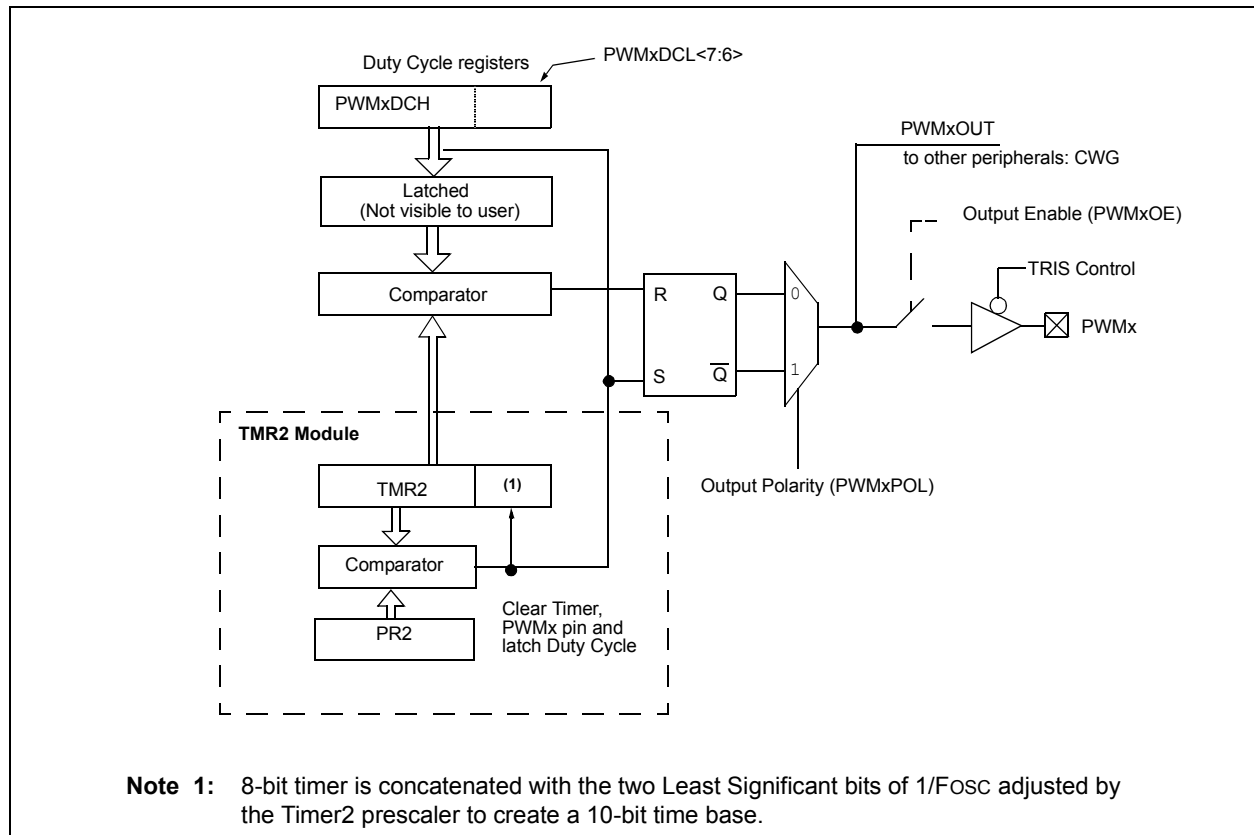 Duty Cycle registers
PWMxDCL<7:6>
PWMxDCH
PWMxOUT
to other peripherals: CWG
Latched
(Not visible to user)
Output Enable (PWMxOE)
TRIS Control
Comparator
R
Q
0
PWMx
S
Q
1
TMR2 Module
TMR2
(1)
Output Polarity (PWMxPOL)
Comparator
Clear Timer,
PWMx pin and
latch Duty Cycle
PR2
Note 1: 8-bit timer is concatenated with the two Least Significant bits of 1/FOSC adjusted by
the Timer2 prescaler to create a 10-bit time base.